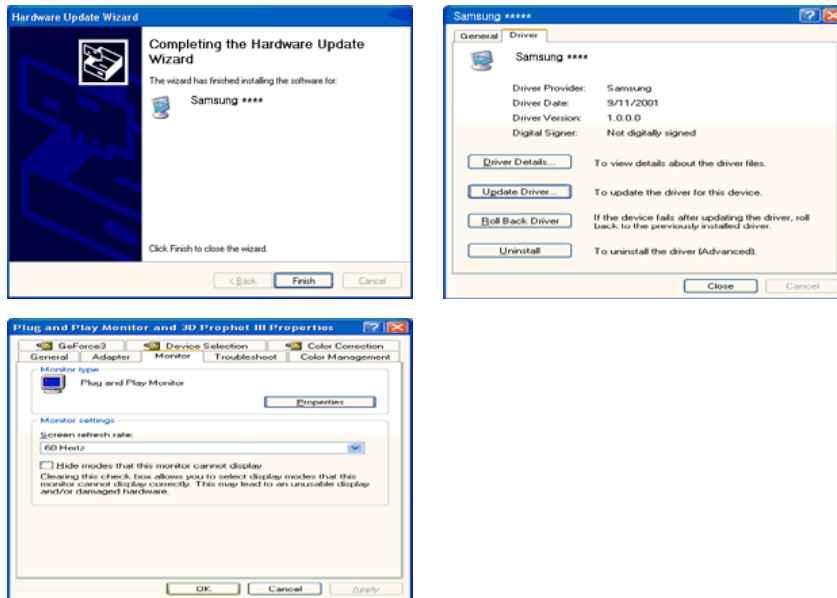 Hardware Update Wizard
Completing the Hardware Update
Wizard
The wizard has finished installing the software for:
Samsung ****
Click Finish to close the wizard.
< Back
Finish
Cancel
Samsung *****
General
Driver
Samsung ****
Driver Provider: Samsung
Driver Date: 9/11/2001
Driver Version: 1.0.0.0
Digital Signer: Not digitally signed
Driver Details... To view details about the driver files.
Update Driver... To update the driver for this device.
Roll Back Driver If the device fails after updating the driver, roll
back to the previously installed driver.
Uninstall To uninstall the driver (Advanced).
Close
Cancel
Plug and Play Monitor and 3D Prophet III Properties
GeForce3 Device Selection Color Correction
General Adapter Monitor Troubleshoot Color Management
Monitor type
Plug and Play Monitor
Properties
Monitor settings
Screen refresh rate:
60 Hertz
Hide modes that this monitor cannot display
Clearing this check box allows you to select display modes that this
monitor cannot display correctly. This may lead to an unusable display
and/or damaged hardware.
OK
Cancel
Apply